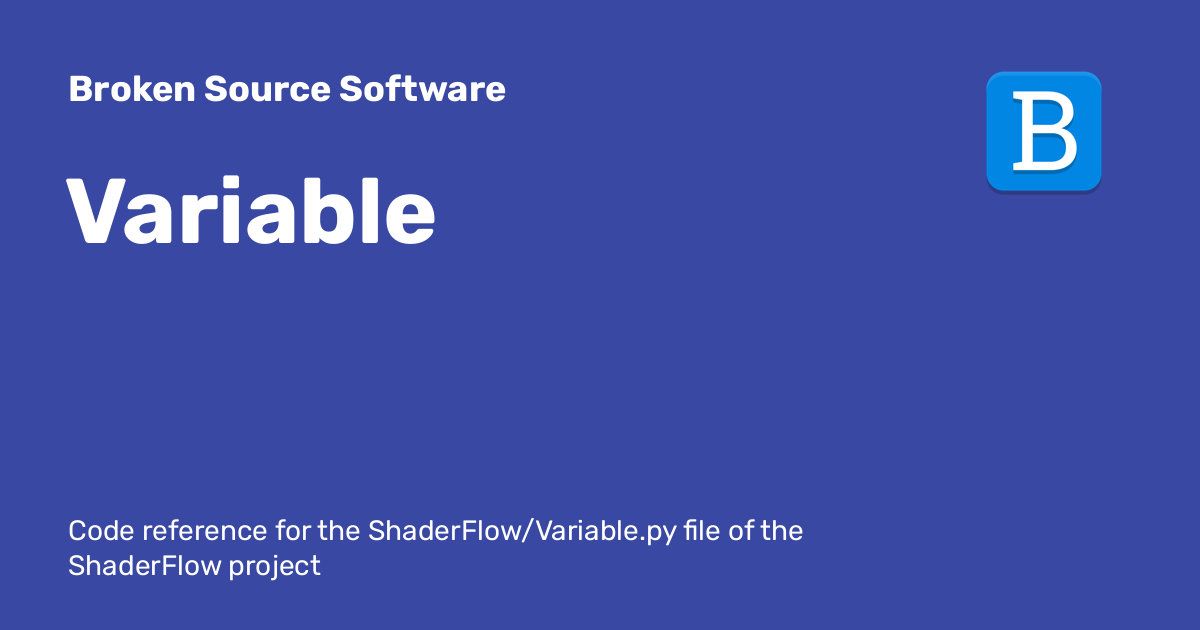 Broken Source Software
B
Variable
Code reference for the ShaderFlow/Variable.py file of the
ShaderFlow project